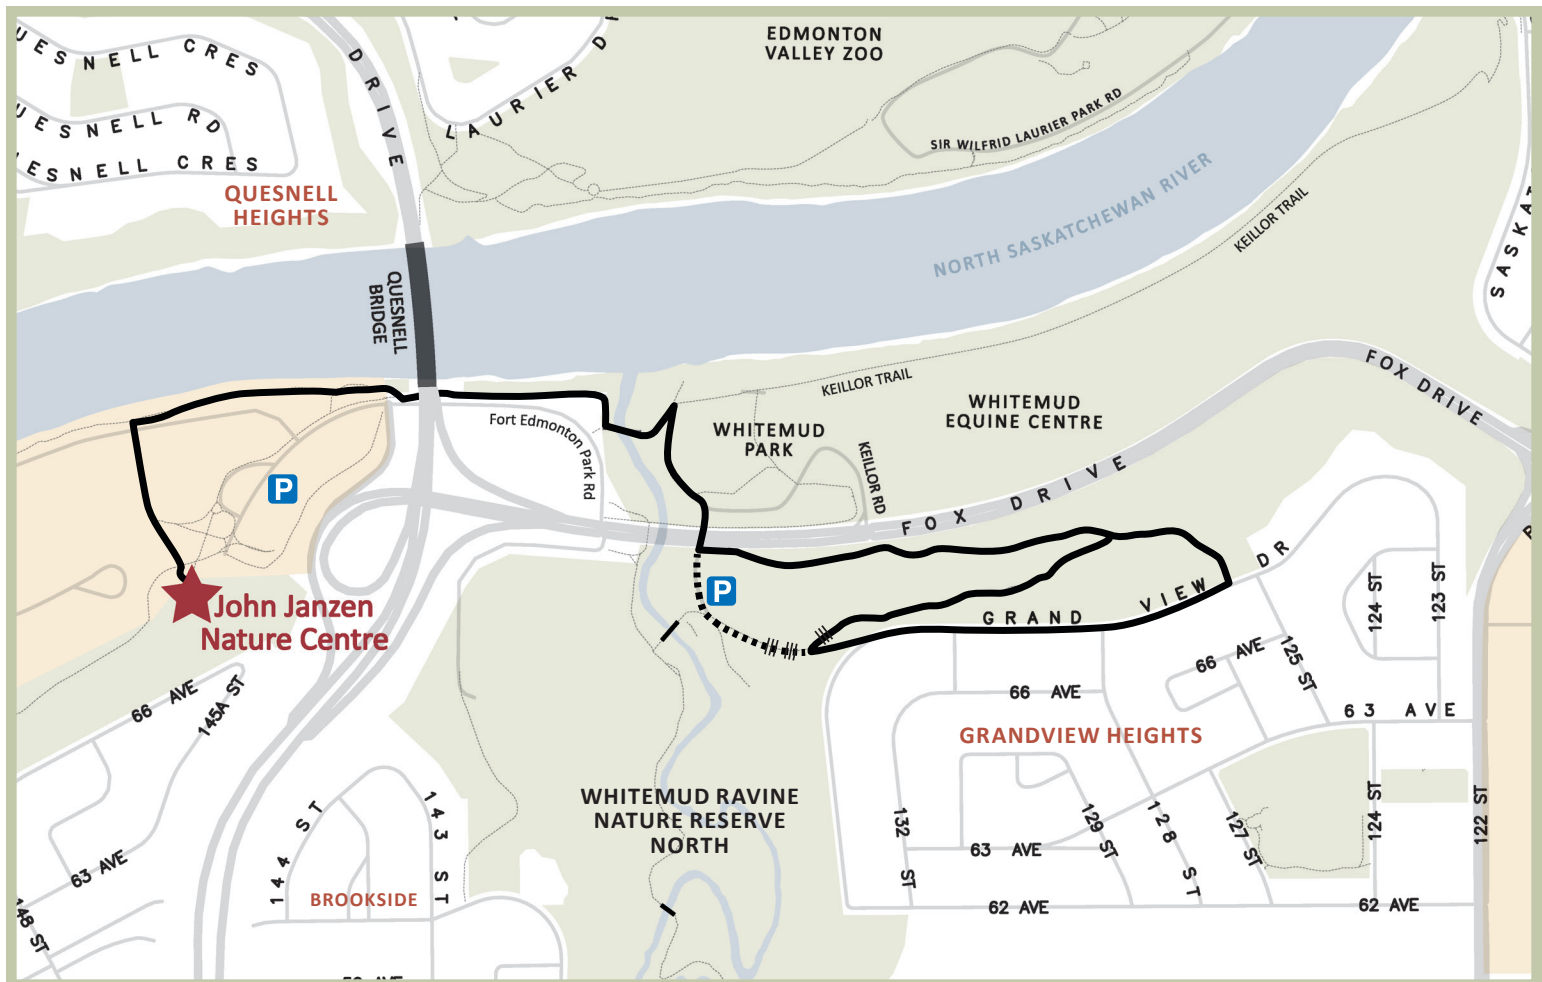 UESNELL CRES
UESNELL RD
ESNELL CRES
QUESNELL
HEIGHTS
DRIVE
LAURIER D
EDMONTON
VALLEY ZOO
SIR WILFRID LAURIER PARK RD
NORTH SASKATCHEWAN RIVER
KEILLOR TRAIL
SASKAT
QUESNELL
BRIDGE
Fort Edmonton Park Rd
KEILLOR TRAIL
WHITEMUD
PARK
WHITEMUD
EQUINE CENTRE
KEILLOR RD
FOX DRIVE
FOX DRIVE
P
P
John Janzen
Nature Centre
GRAND VIEW DR
124 ST
123 ST
125 ST
66 AVE
66 AVE
63 AVE
66 AVE
145A ST
GRANDVIEW HEIGHTS
WHITEMUD RAVINE
NATURE RESERVE
NORTH
144 ST
143 ST
63 AVE
148 ST
BROOKSIDE
132 ST
63 AVE
129 ST
128 ST
127 ST
124 ST
122 ST
62 AVE
62 AVE